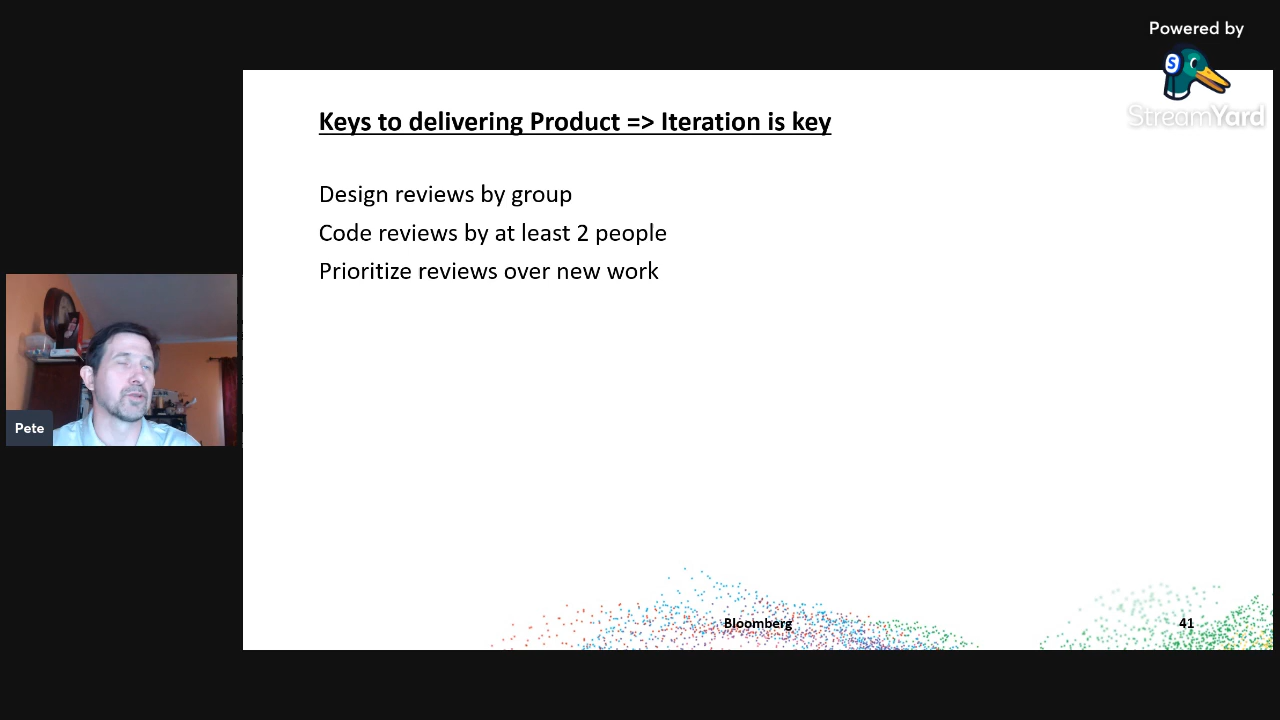 Powered by
S
StreamYard
Keys to delivering Product => Iteration is key
Design reviews by group
Code reviews by at least 2 people
Prioritize reviews over new work
Pete
Bloomberg
41